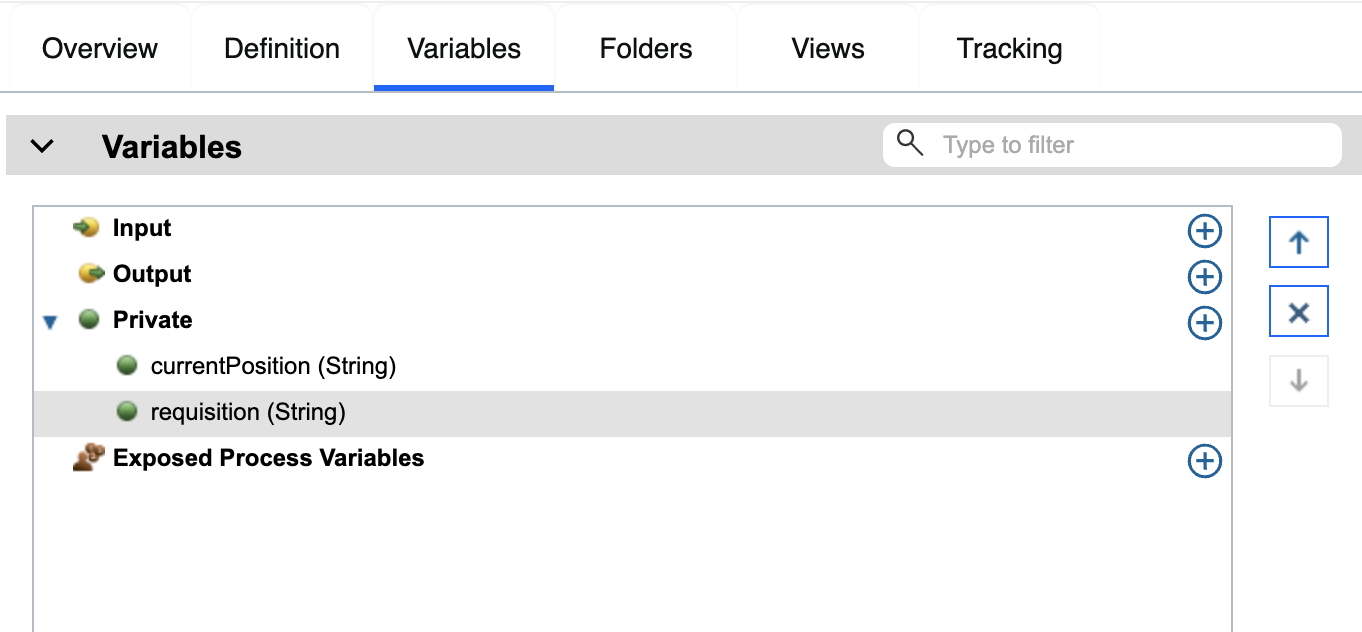 Overview Definition Variables Folders Views Tracking
Variables Type to filter
Input
Output
Private
currentPosition (String)
requisition (String)
Exposed Process Variables